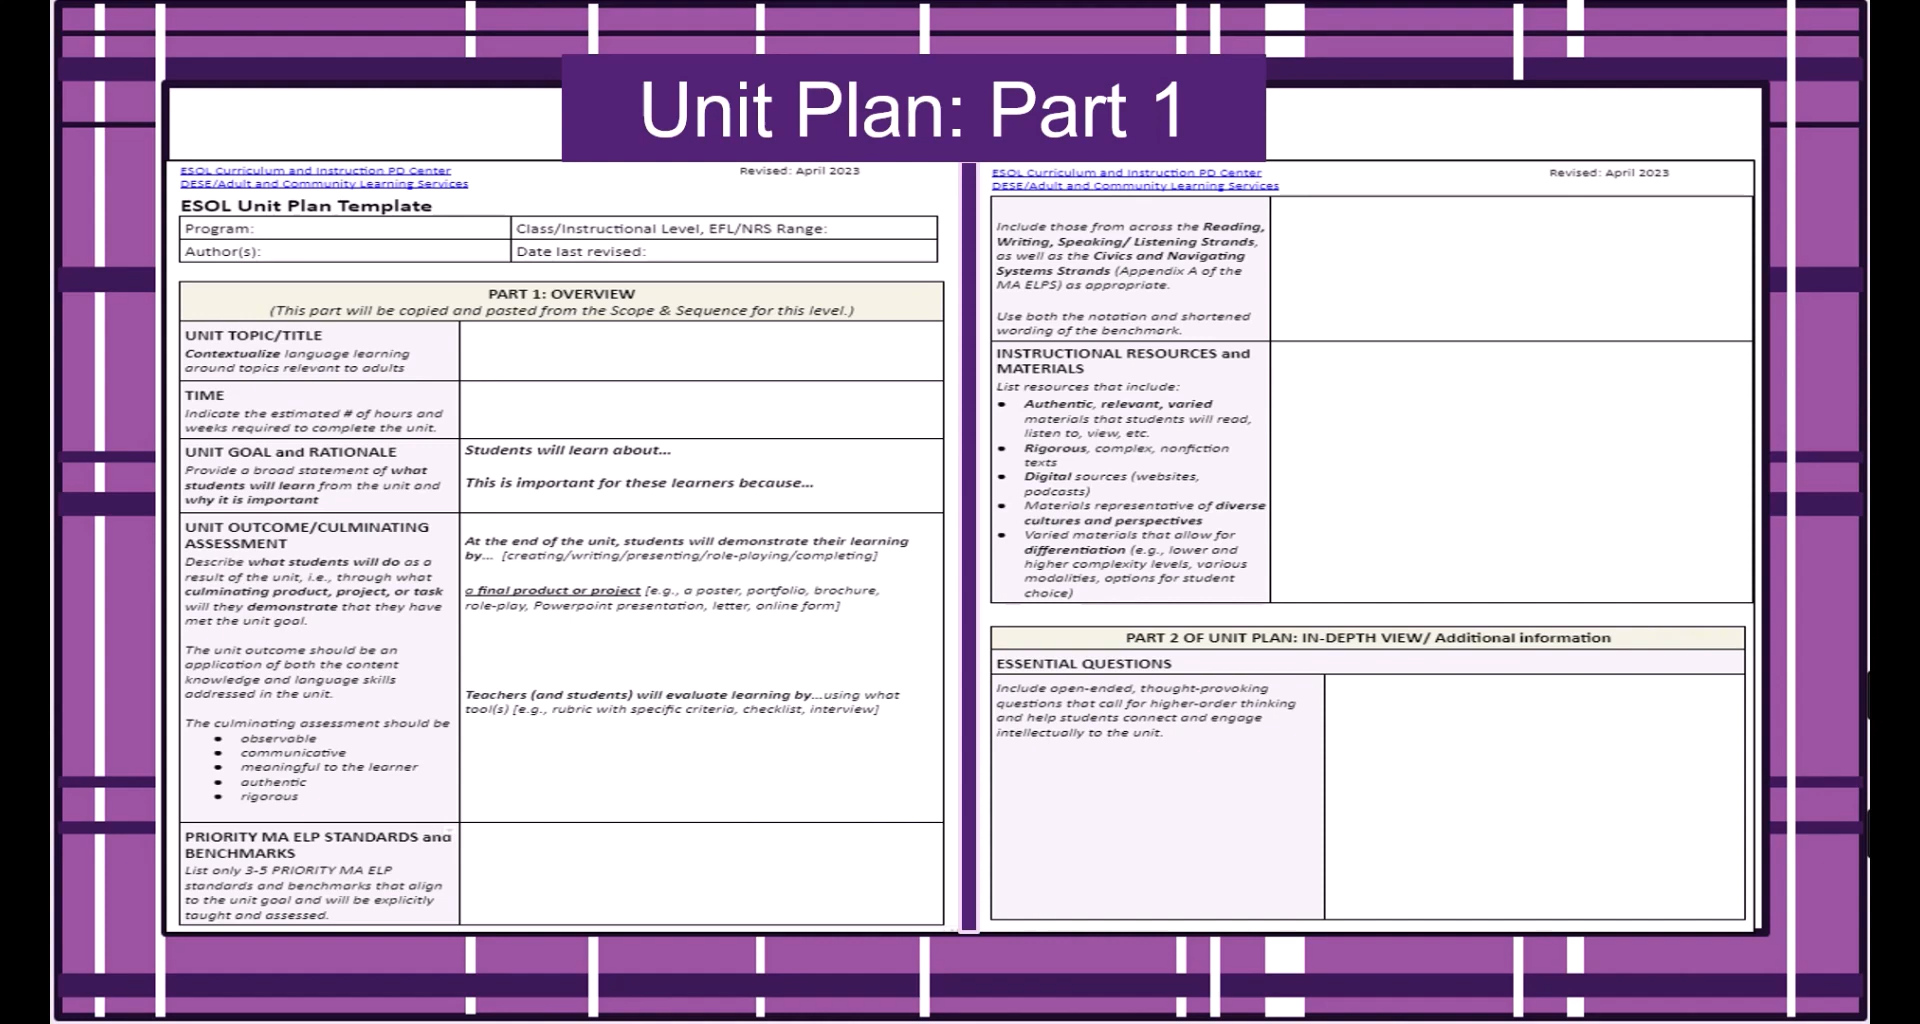 Unit Plan: Part 1
ESOL Curriculum and Instruction PD Center
Revised: April 2023
DESE/Adult and Community Learning Services
ESOL Unit Plan Template
Program:
Class/Instructional Level, EFL/NRS Range:
Author(s):
Date last revised:
PART 1: OVERVIEW
(This part will be copied and pasted from the Scope & Sequence for this level.)
UNIT TOPIC/TITLE
Contextualize language learning
around topics relevant to adults
TIME
Indicate the estimated # of hours and
weeks required to complete the unit.
UNIT GOAL and RATIONALE
Provide a broad statement of what
students will learn from the unit and
why it is important
Students will learn about...
This is important for these learners because...
UNIT OUTCOME/CULMINATING
ASSESSMENT
Describe what students will do as a
result of the unit, i.e., through what
culminating product, project, or task
will they demonstrate that they have
met the unit goal.
The unit outcome should be an
application of both the content
knowledge and language skills
addressed in the unit.
The culminating assessment should be
• observable
• communicative
• meaningful to the learner
• authentic
• rigorous
At the end of the unit, students will demonstrate their learning
by... [creating/writing/presenting/role-playing/completing]
a final product or project [e.g., a poster, portfolio, brochure,
role-play, Powerpoint presentation, letter, online form]
Teachers (and students) will evaluate learning by...using what
tool(s) [e.g., rubric with specific criteria, checklist, interview]
PRIORITY MA ELP STANDARDS and
BENCHMARKS
List only 3-5 PRIORITY MA ELP
standards and benchmarks that align
to the unit goal and will be explicitly
taught and assessed.
ESOL Curriculum and Instruction PD Center
Revised: April 2023
DESE/Adult and Community Learning Services
Include those from across the Reading,
Writing, Speaking/ Listening Strands,
as well as the Civics and Navigating
Systems Strands (Appendix A of the
MA ELPS) as appropriate.
Use both the notation and shortened
wording of the benchmark.
INSTRUCTIONAL RESOURCES and
MATERIALS
List resources that include:
• Authentic, relevant, varied
materials that students will read,
listen to, view, etc.
• Rigorous, complex, nonfiction
texts
• Digital sources (websites,
podcasts)
• Materials representative of diverse
cultures and perspectives
• Varied materials that allow for
differentiation (e.g., lower and
higher complexity levels, various
modalities, options for student
choice)
PART 2 OF UNIT PLAN: IN-DEPTH VIEW/ Additional information
ESSENTIAL QUESTIONS
Include open-ended, thought-provoking
questions that call for higher-order thinking
and help students connect and engage
intellectually to the unit.